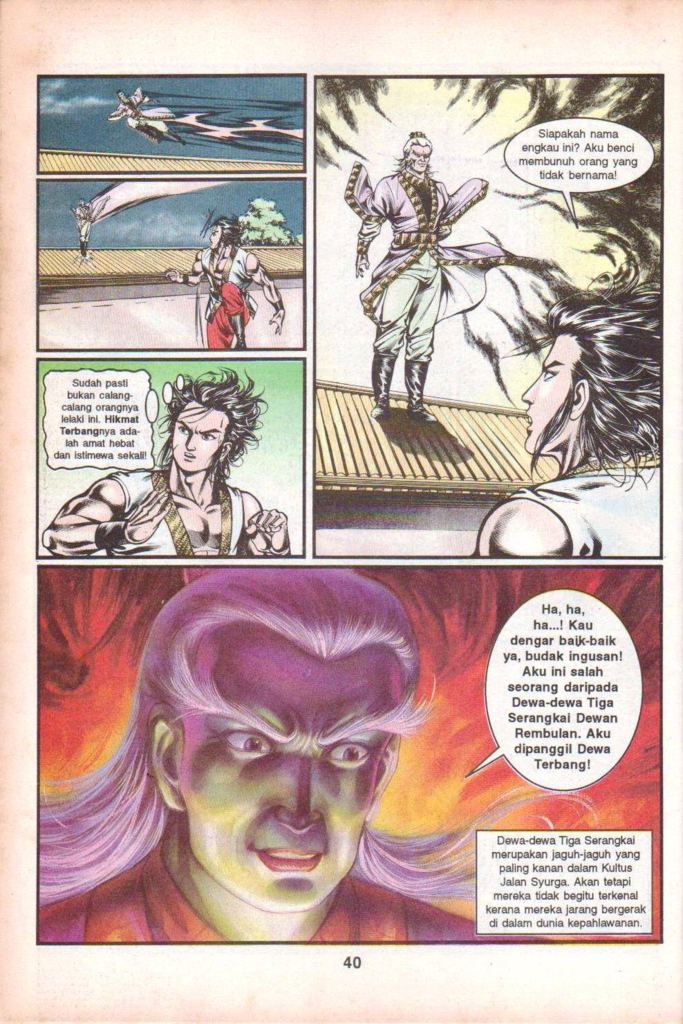 Sudah pasti
bukan calang-
calang orangnya
lelaki ini. Hikmat
Terbangnya ada-
lah amat hebat
dan istimewa sekali!
Siapakah nama
engkau ini? Aku benci
membunuh orang yang
tidak bernama!
Ha, ha,
ha...! Kau
dengar baik-baik
ya, budak ingusan!
Aku ini salah
seorang daripada
Dewa-dewa Tiga
Serangkai Dewan
Rembulan. Aku
dipanggil Dewa
Terbang!
Dewa-dewa Tiga Serangkai
merupakan jaguh-jaguh yang
paling kanan dalam Kultus
Jalan Syurga. Akan tetapi
mereka tidak begitu terkenal
kerana mereka jarang bergerak
di dalam dunia kepahlawanan.
40